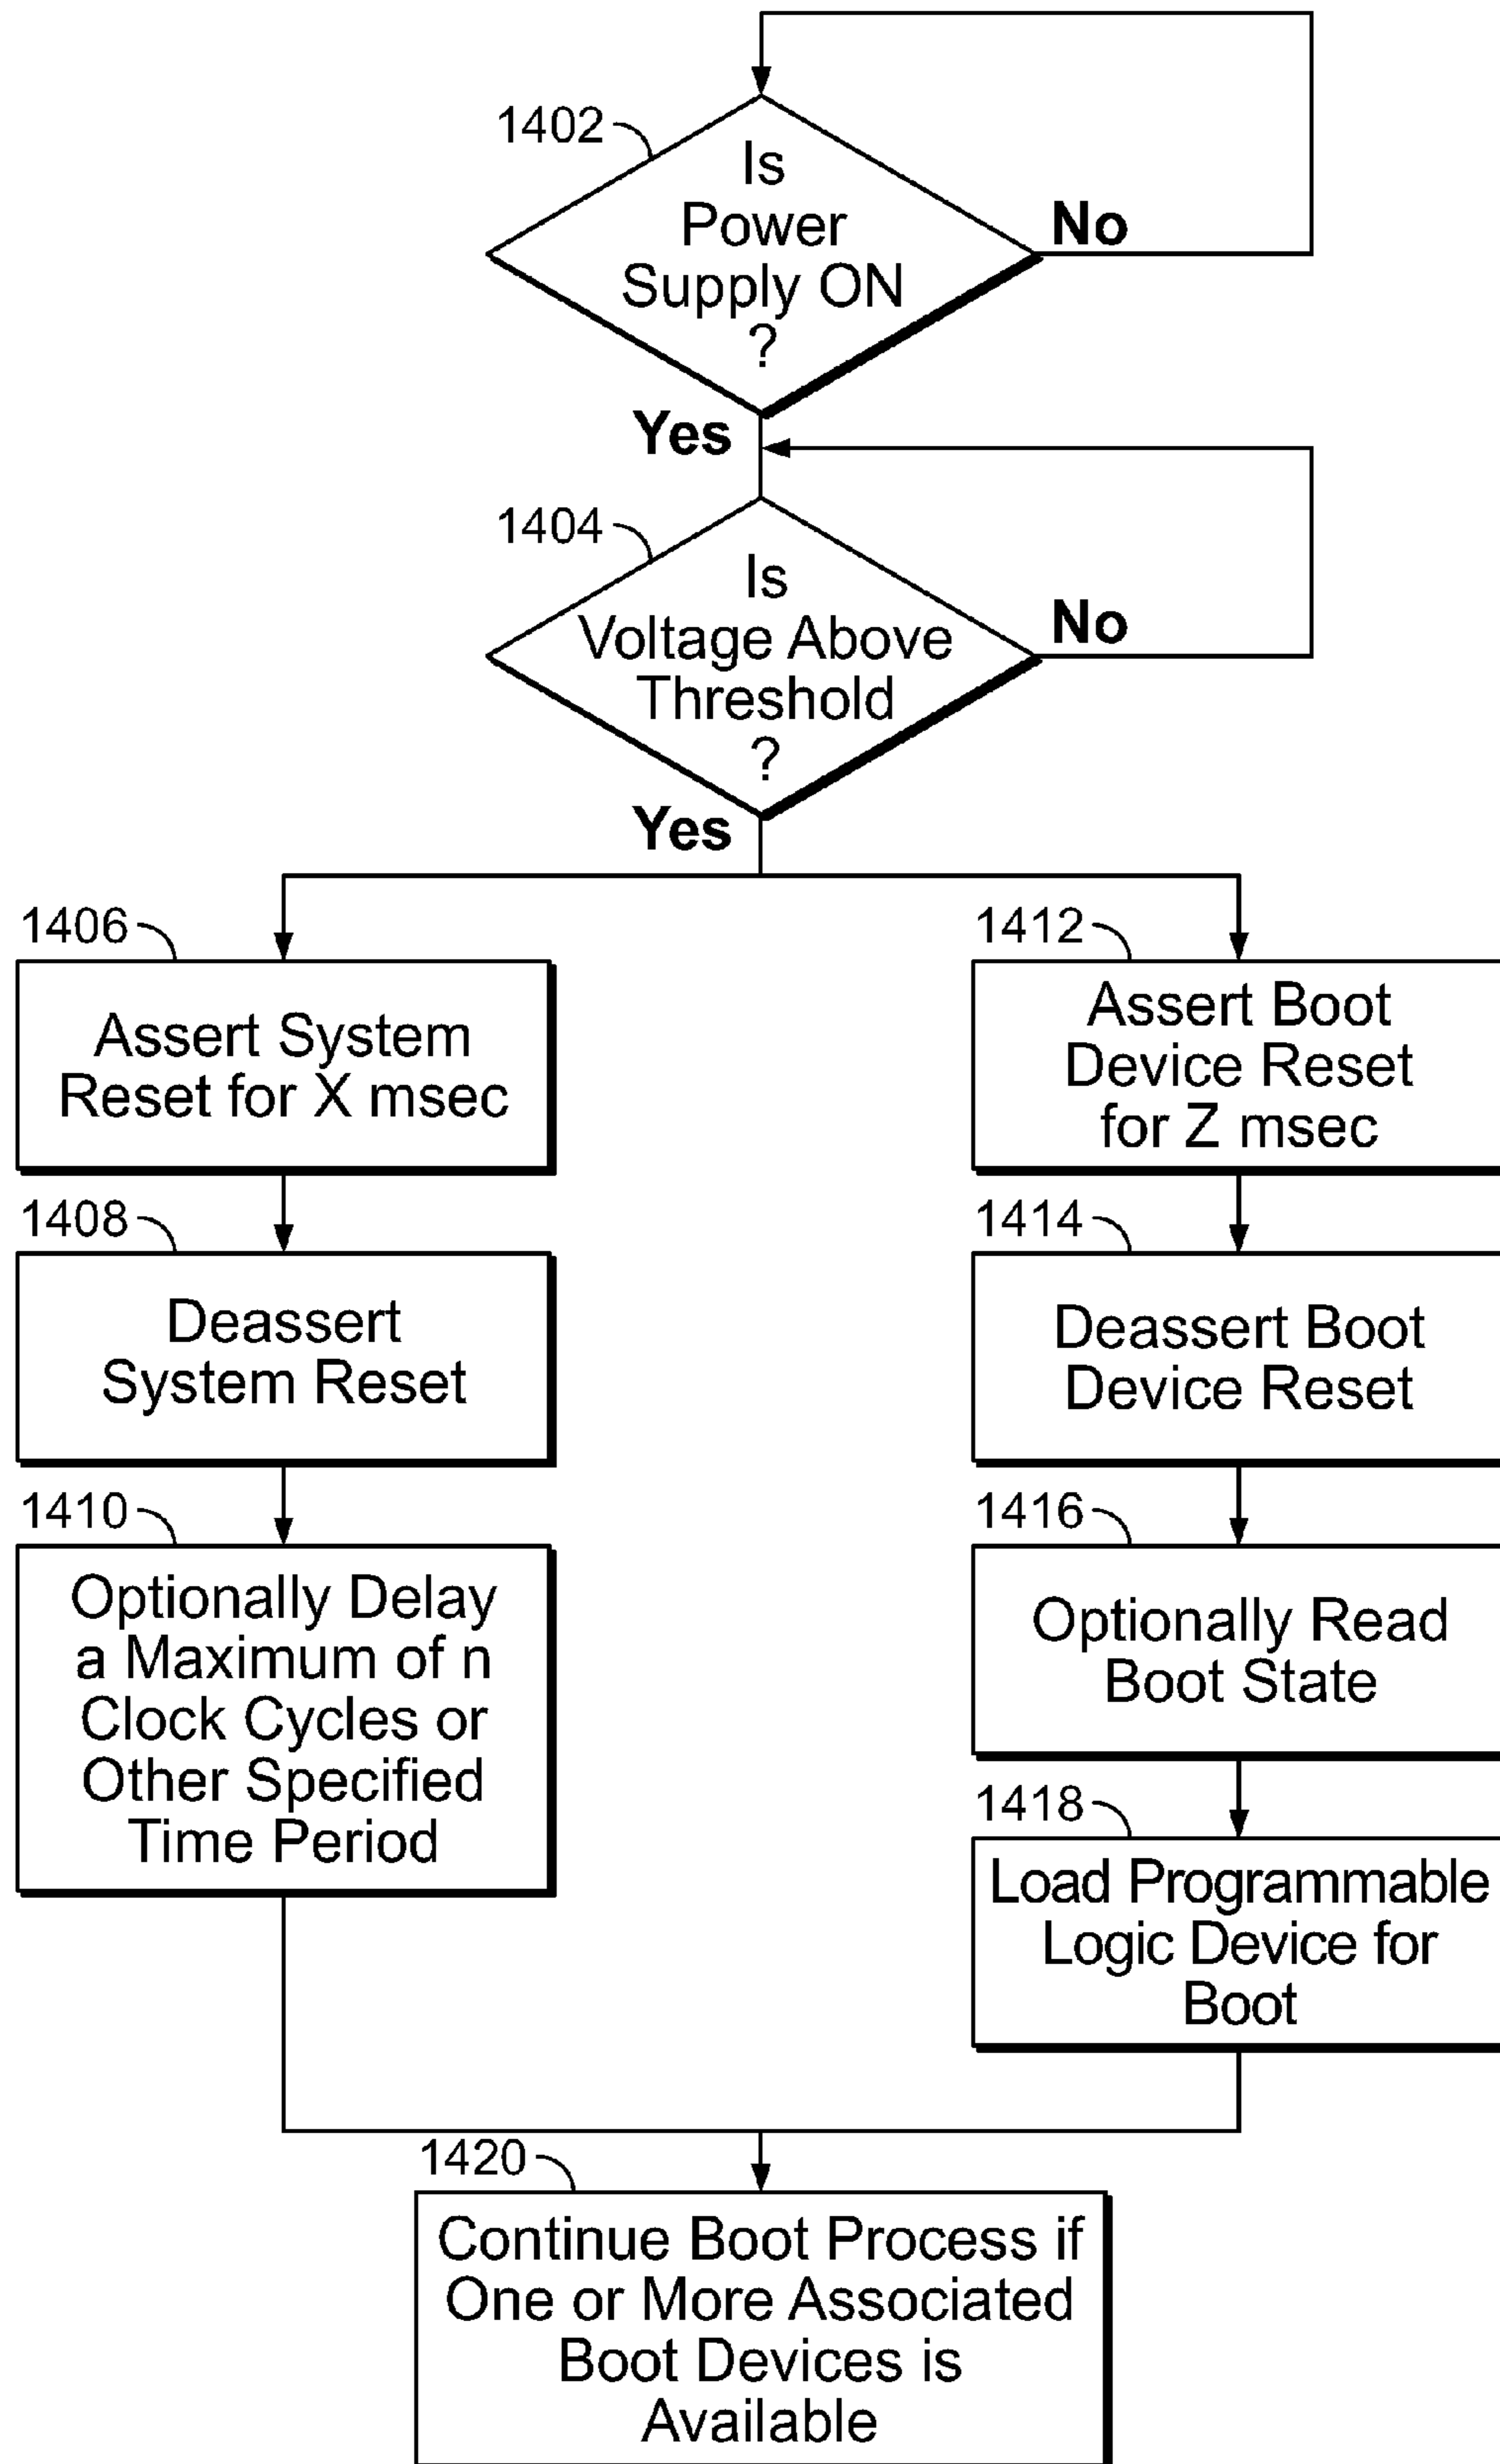 1402
Is
Power
Supply ON
?
No
Yes
1404
Is
Voltage Above
Threshold
?
No
Yes
1406
Assert System
Reset for X msec
1408
Deassert
System Reset
1410
Optionally Delay
a Maximum of n
Clock Cycles or
Other Specified
Time Period
1412
Assert Boot
Device Reset
for Z msec
1414
Deassert Boot
Device Reset
1416
Optionally Read
Boot State
1418
Load Programmable
Logic Device for
Boot
1420
Continue Boot Process if
One or More Associated
Boot Devices is
Available